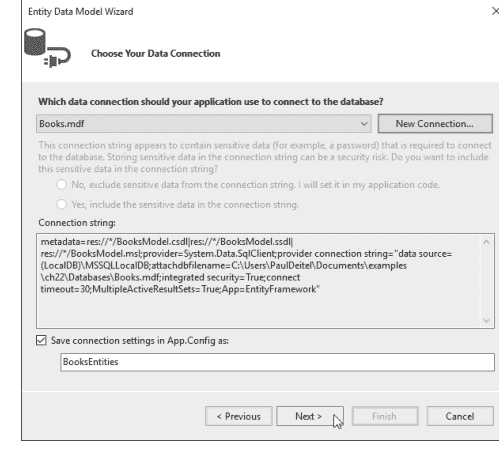 Entity Data Model Wizard
Choose Your Data Connection
Which data connection should your application use to connect to the database?
Books.mdf
New Connection...
This connection string appears to contain sensitive data (for example, a password) that is required to connect
to the database. Storing sensitive data in the connection string can be a security risk. Do you want to include
this sensitive data in the connection string?
No, exclude sensitive data from the connection string. I will set it in my application code.
Yes, include the sensitive data in the connection string.
Connection string:
metadata=res://*/BooksModel.csdl|res://*/BooksModel.ssdl|
res://*/BooksModel.msl;provider=System.Data.SqlClient;provider connection string="data source=
(LocalDB)\MSSQLLocalDB;attachdbfilename=C:\Users\PaulDeitel\Documents\examples
\ch22\Databases\Books.mdf;integrated security=True;connect
timeout=30;MultipleActiveResultSets=True;App=EntityFramework"
Save connection settings in App.Config as:
BooksEntities
< Previous
Next >
Finish
Cancel